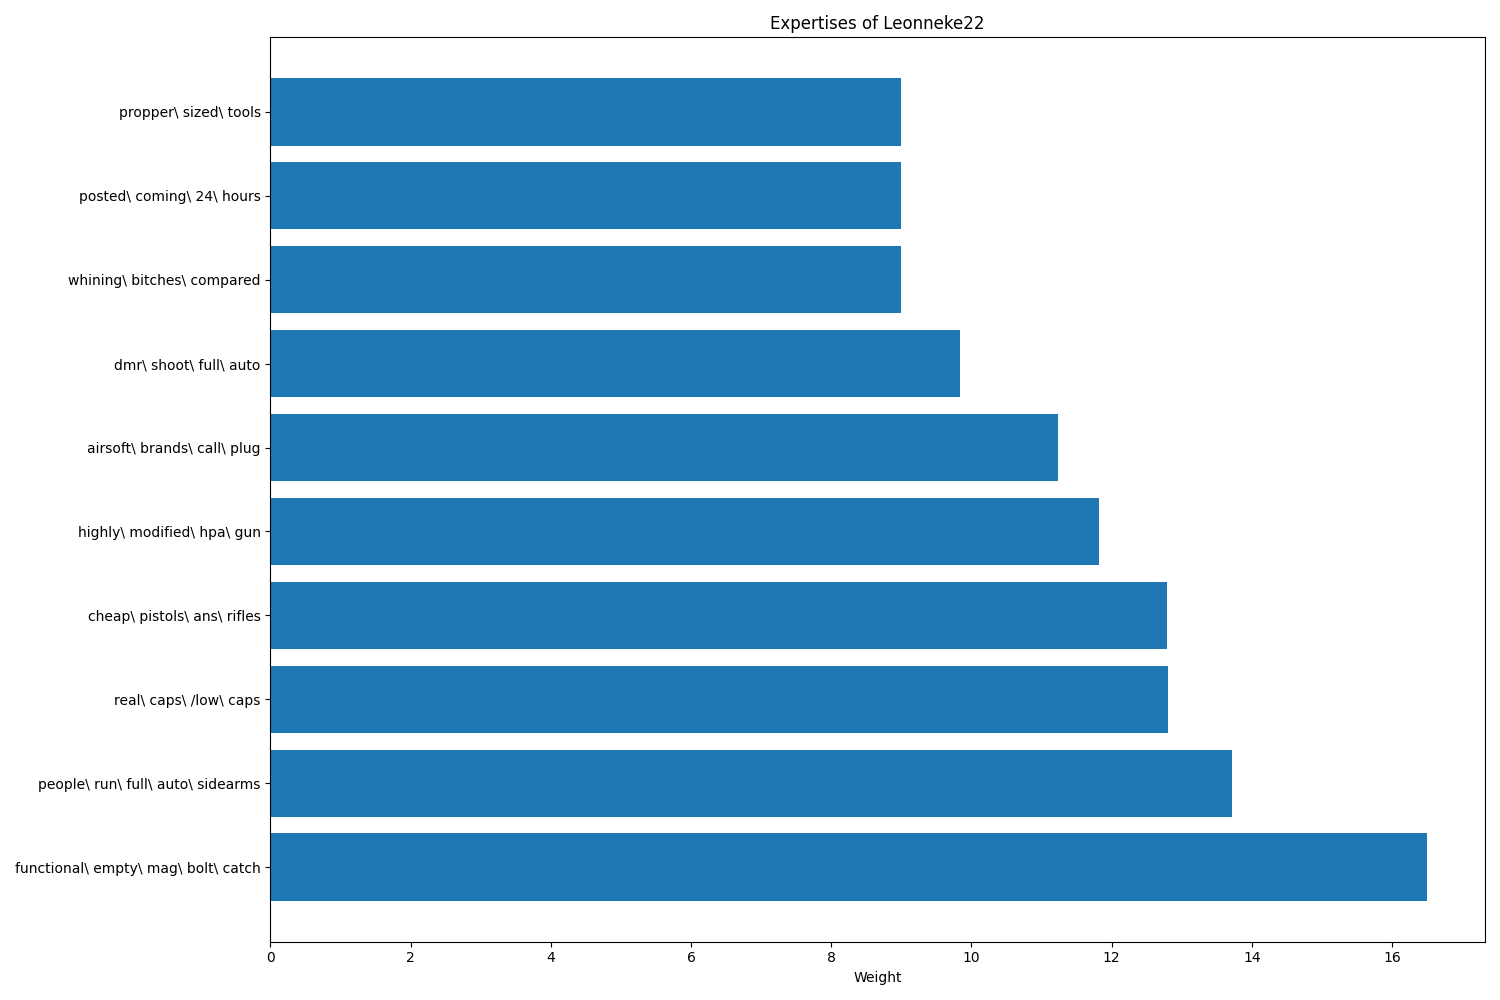 Expertises of Leonneke22
propper\ sized\ tools
posted\ coming\ 24\ hours
whining\ bitches\ compared
dmr\ shoot\ full\ auto
airsoft\ brands\ call\ plug
highly\ modified\ hpa\ gun
cheap\ pistols\ ans\ rifles
real\ caps\ /low\ caps
people\ run\ full\ auto\ sidearms
functional\ empty\ mag\ bolt\ catch
0 2 4 6 8 10 12 14 16
Weight